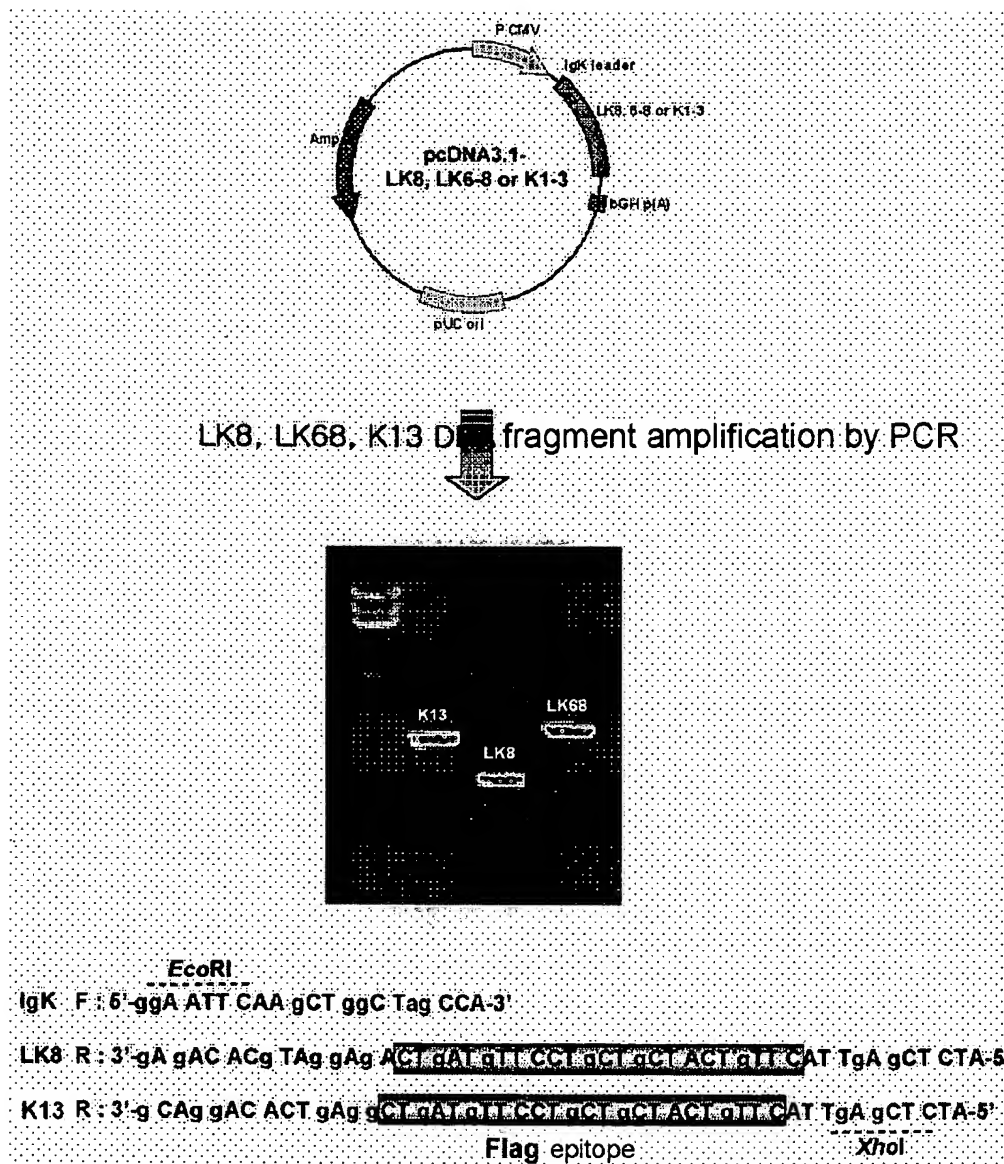 P CMV
IgK leader
LK8, 6-8 or K1-3
Amp
pcDNA3.1-
LK8, LK6-8 or K1-3
bGH p(A)
pUC ori
LK8, LK68, K13 fragment amplification by PCR
LK68
K13
LK8
EcoRI
IgK F : 5'-ggA ATT CAA gCT ggC Tag CCA-3'
LK8 R : 3'-gA gAC ACg TAg gAg ACT gAT gTT CCT gCT gCT ACT gTT CAT TgA gCT CTA-5
K13 R : 3'-g CAg gAC ACT gAg gCT gAT gTT CCT gCT gCT ACT gTT CAT TgA gCT CTA-5'
Flag epitope
XhoI